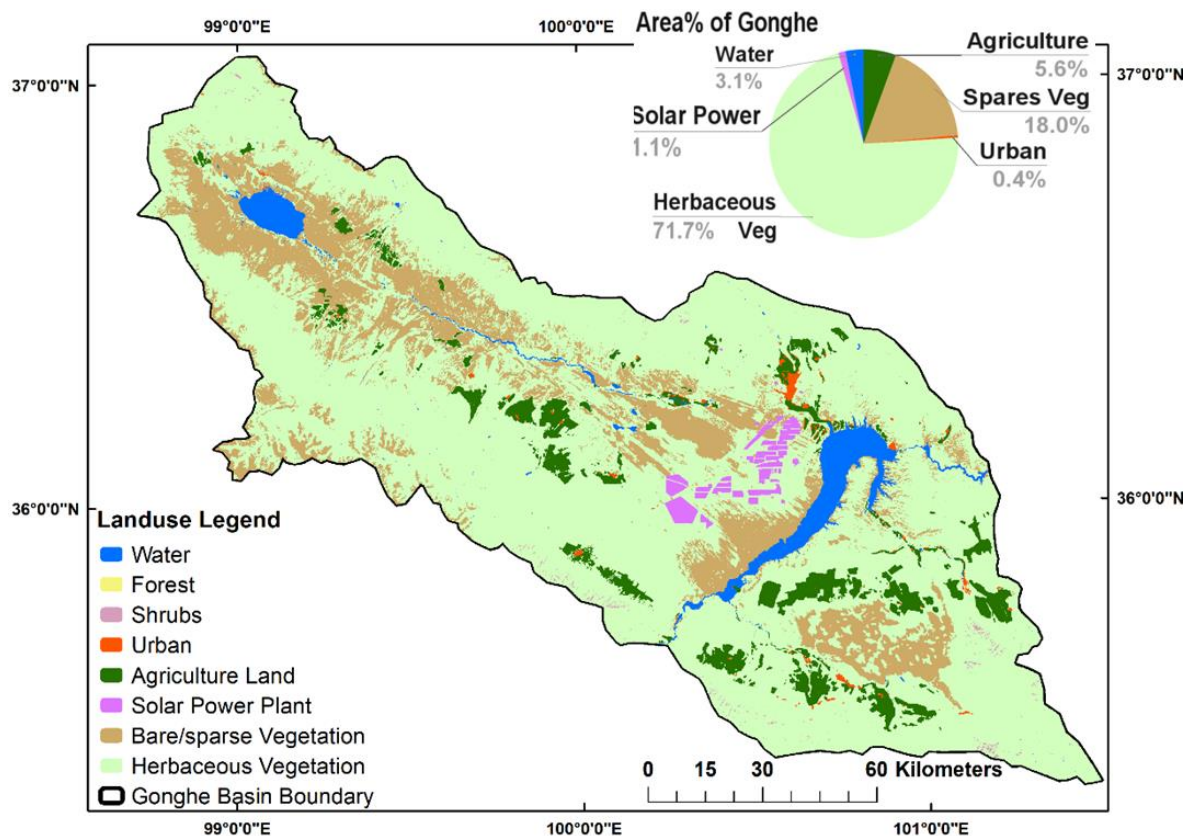 99°0'0"E
100°0'0"E
37°0'0"N
37°0'0"N
Area% of Gonghe
Water
3.1%
Agriculture
5.6%
Spares Veg
18.0%
Solar Power
1.1%
Urban
0.4%
Herbaceous
71.7% Veg
36°0'0"N
36°0'0"N
Landuse Legend
Water
Forest
Shrubs
Urban
Agriculture Land
Solar Power Plant
Bare/sparse Vegetation
Herbaceous Vegetation
Gonghe Basin Boundary
0 15 30 60 Kilometers
99°0'0"E
100°0'0"E
101°0'0"E